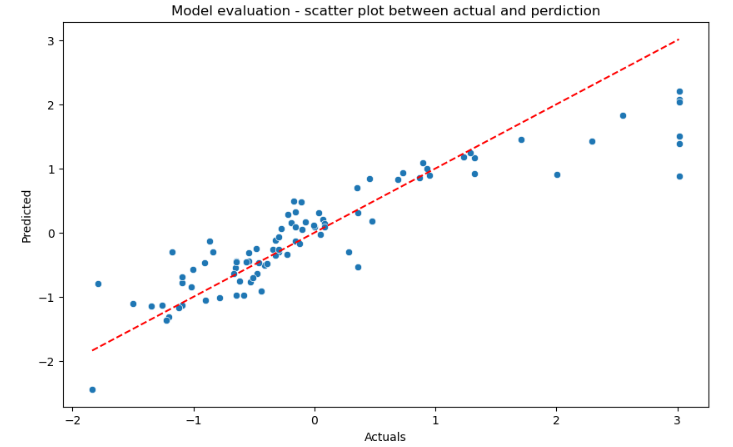 Model evaluation - scatter plot between actual and perdiction
3
2
1
0
−1
−2
Predicted
−2 −1 0 1 2 3
Actuals